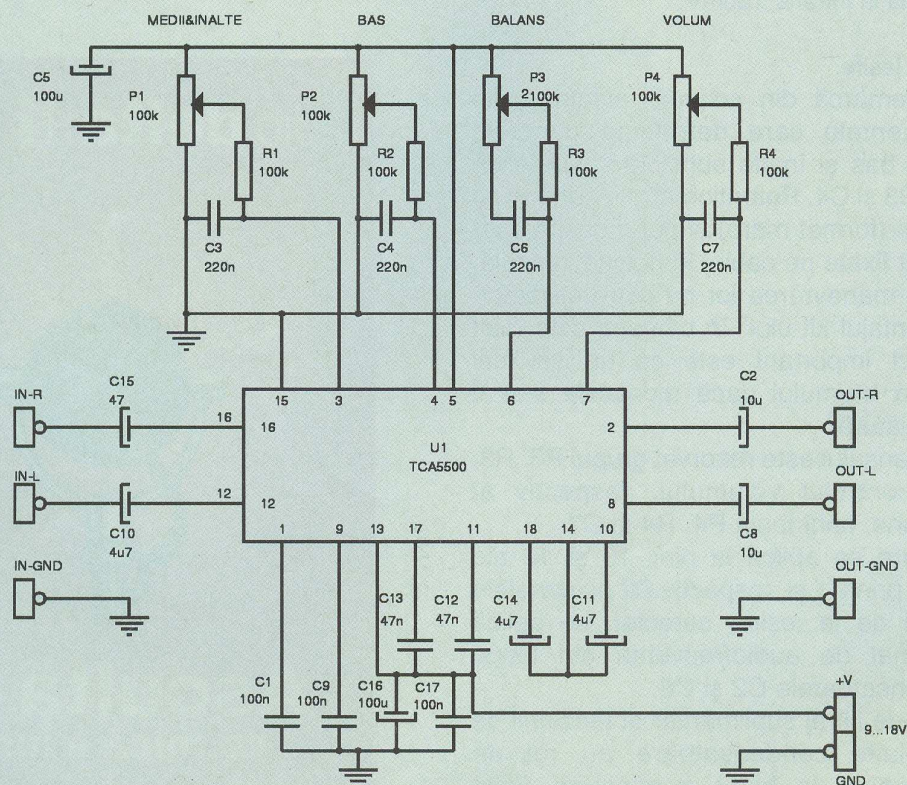 MEDII&INALTE BAS BALANS VOLUM
C5
100u
P1
100k
R1
100k
C3
220n
P2
100k
R2
100k
C4
220n
P3
2
100k
R3
100k
C6
220n
P4
100k
R4
100k
C7
220n
IN-R
C15
47
16
15 3 4 5 6 7
16
U1
TCA5500
2
C2
10u
OUT-R
IN-L
C10
4u7
12
12
8
C8
10u
OUT-L
1 9 13 17 11 18 14 10
IN-GND
OUT-GND
C13
47n
C12
47n
C14
4u7
C11
4u7
C1
100n
C9
100n
C16
100u
C17
100n
+V
9...18V
GND